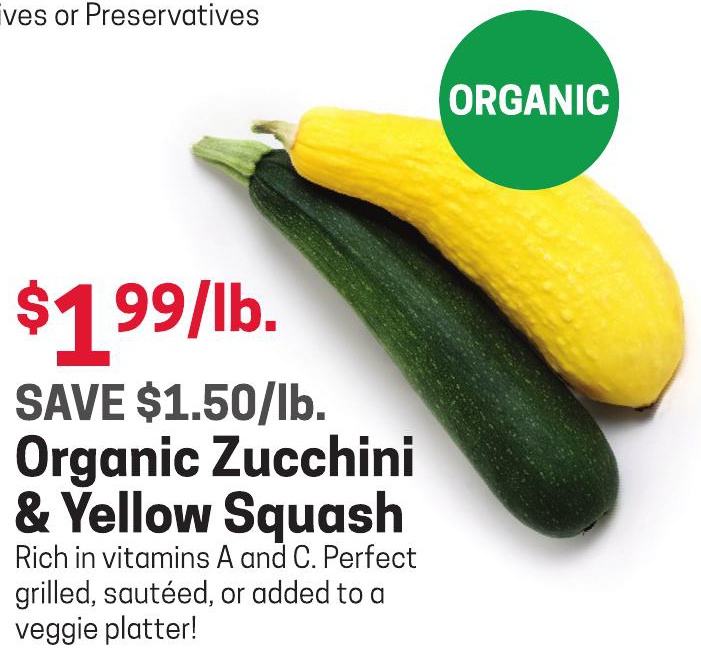 ives or Preservatives
ORGANIC
$1 99/lb.
SAVE $1.50/lb.
Organic Zucchini
& Yellow Squash
Rich in vitamins A and C. Perfect
grilled, sautéed, or added to a
veggie platter!